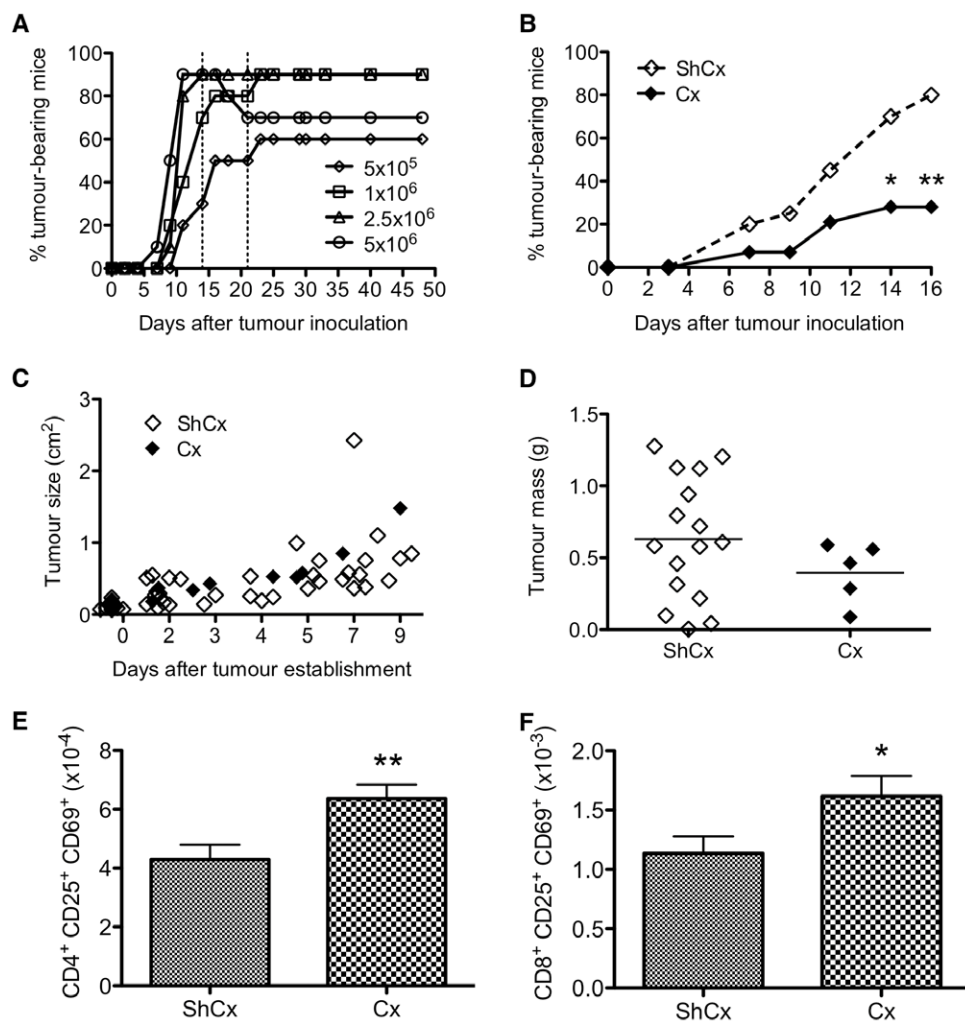 A
% tumour-bearing mice
100
80
60
40
20
0
0 5 10 15 20 25 30 35 40 45 50
Days after tumour inoculation
5x10⁵
1x10⁶
2.5x10⁶
5x10⁶
B
% tumour-bearing mice
100
80
60
40
20
0
ShCx
Cx
* **
0 2 4 6 8 10 12 14 16
Days after tumour inoculation
C
Tumour size (cm²)
3
2
1
0
ShCx
Cx
0 2 3 4 5 7 9
Days after tumour establishment
D
Tumour mass (g)
1.5
1.0
0.5
0.0
ShCx Cx
E
CD4⁺ CD25⁺ CD69⁺ (x10⁻⁴)
8
6
4
2
0
**
ShCx Cx
F
CD8⁺ CD25⁺ CD69⁺ (x10⁻³)
2.0
1.5
1.0
0.5
0.0
*
ShCx Cx